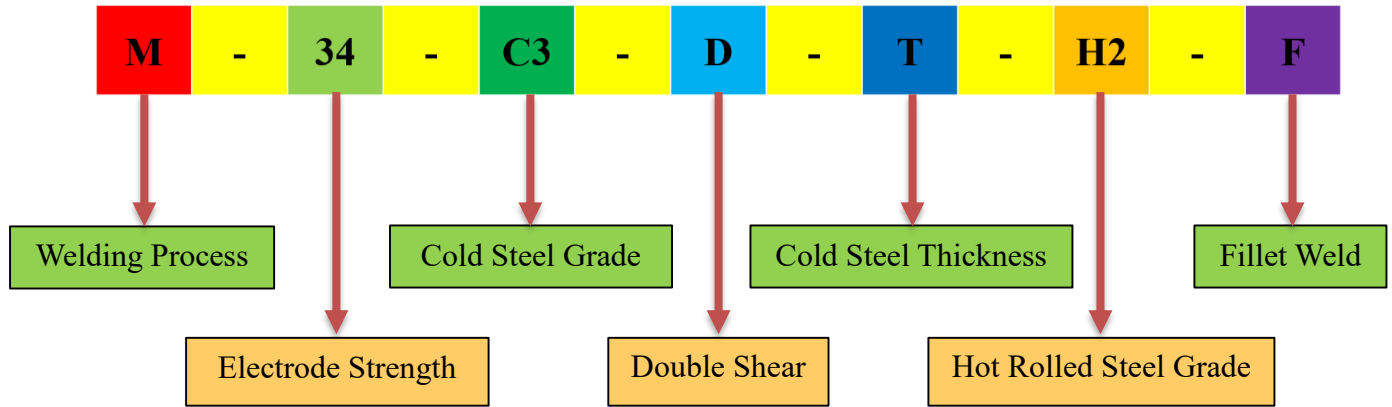 M - 34 - C3 - D - T - H2 - F
Welding Process
Cold Steel Grade
Cold Steel Thickness
Fillet Weld
Electrode Strength
Double Shear
Hot Rolled Steel Grade